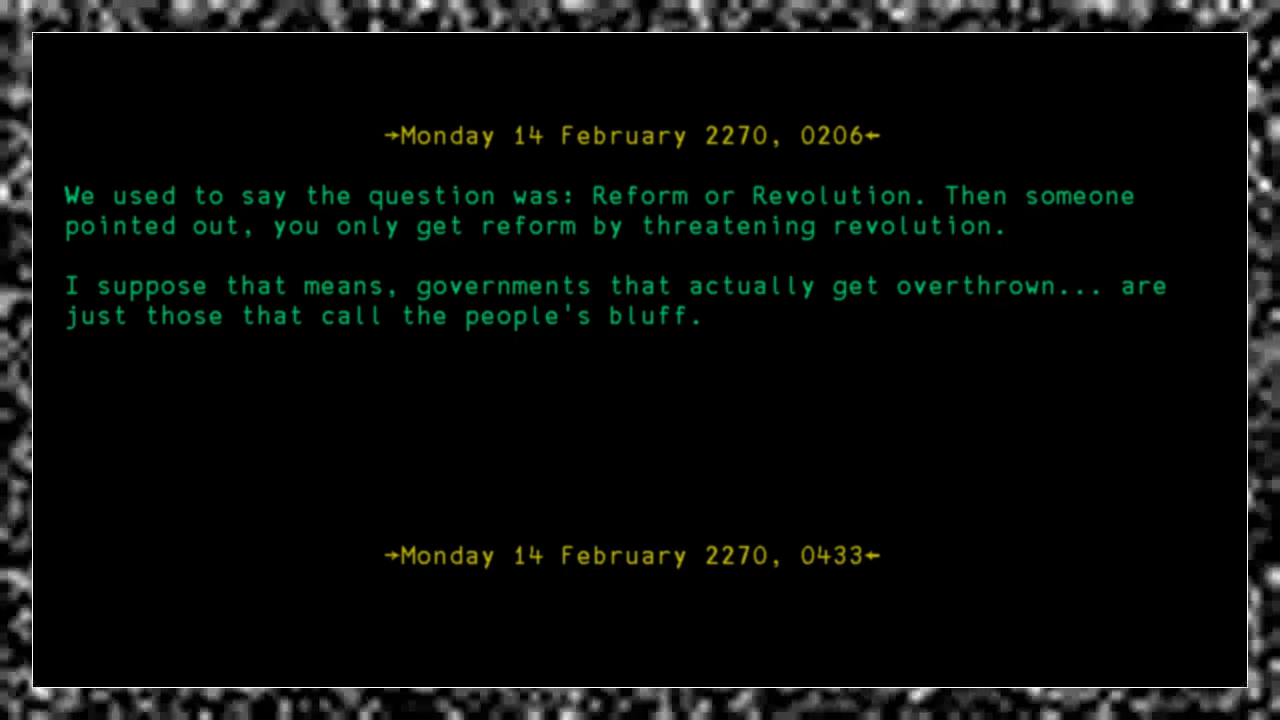 →Monday 14 February 2270, 0206←
We used to say the question was: Reform or Revolution. Then someone
pointed out, you only get reform by threatening revolution.
I suppose that means, governments that actually get overthrown... are
just those that call the people's bluff.
→Monday 14 February 2270, 0433←